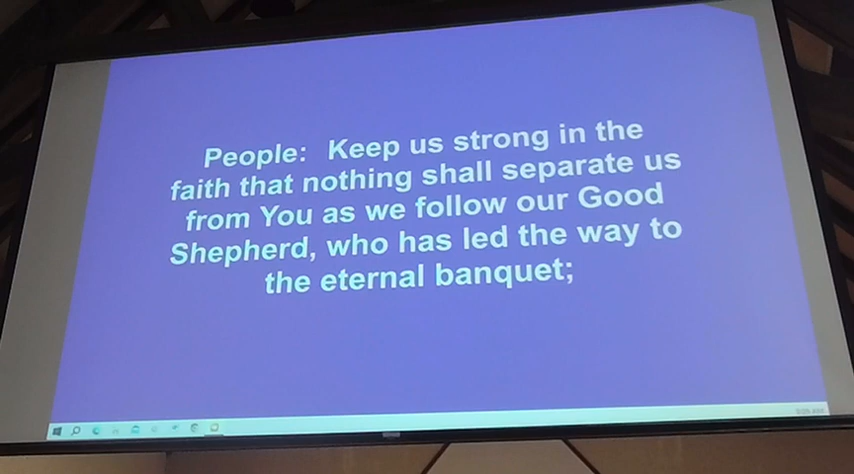 People: Keep us strong in the
faith that nothing shall separate us
from You as we follow our Good
Shepherd, who has led the way to
the eternal banquet;